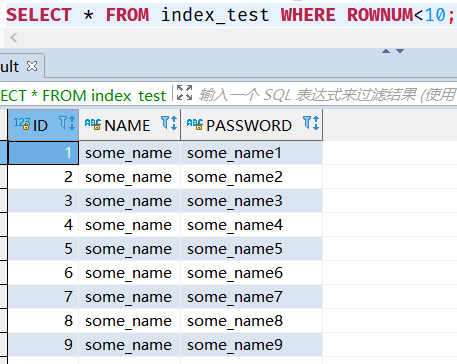 SELECT * FROM index_test WHERE ROWNUM<10;
ult
ECT * FROM index_test 输入一个 SQL 表达式来过滤结果 (使用
123 ID ABC NAME ABC PASSWORD
1 some_name some_name1
2 some_name some_name2
3 some_name some_name3
4 some_name some_name4
5 some_name some_name5
6 some_name some_name6
7 some_name some_name7
8 some_name some_name8
9 some_name some_name9